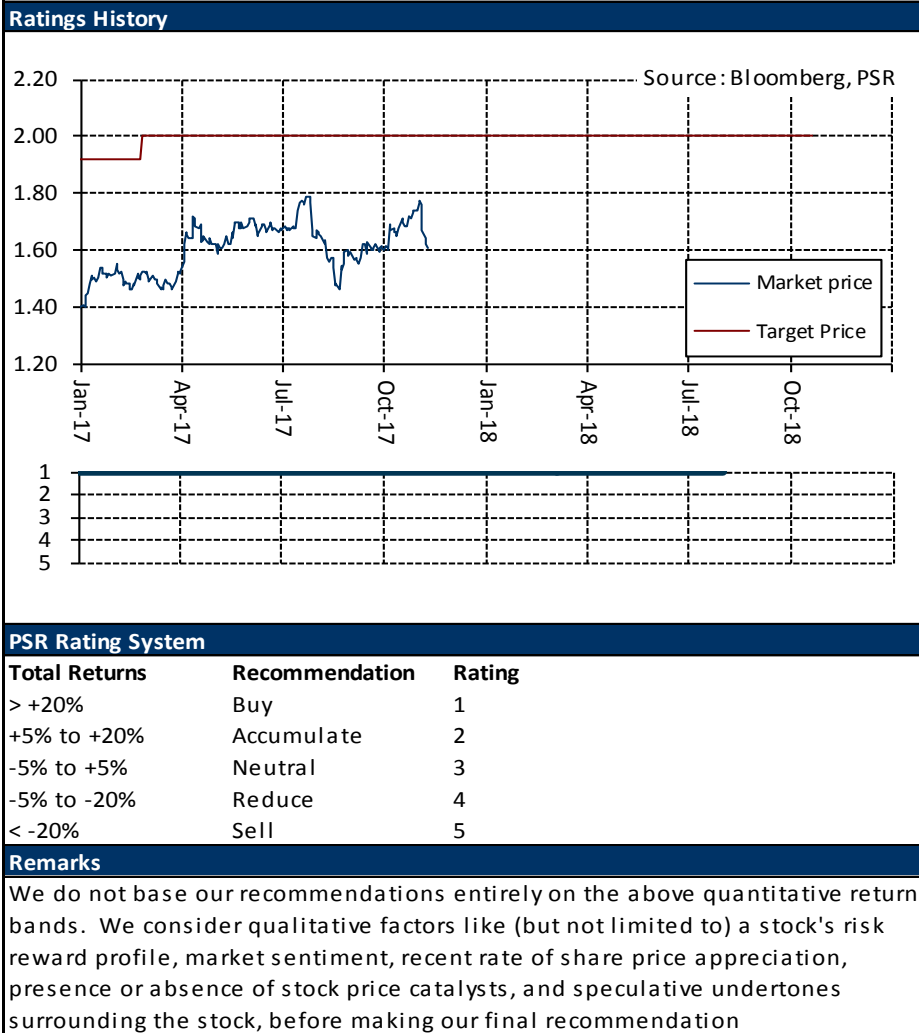 Ratings History
Source: Bloomberg, PSR
2.20
2.00
1.80
1.60
1.40
1.20
Market price
Target Price
Jan-17
Apr-17
Jul-17
Oct-17
Jan-18
Apr-18
Jul-18
Oct-18
1
2
3
4
5
PSR Rating System
Total Returns Recommendation Rating
> +20% Buy 1
+5% to +20% Accumulate 2
-5% to +5% Neutral 3
-5% to -20% Reduce 4
< -20% Sell 5
Remarks
We do not base our recommendations entirely on the above quantitative return
bands. We consider qualitative factors like (but not limited to) a stock's risk
reward profile, market sentiment, recent rate of share price appreciation,
presence or absence of stock price catalysts, and speculative undertones
surrounding the stock, before making our final recommendation